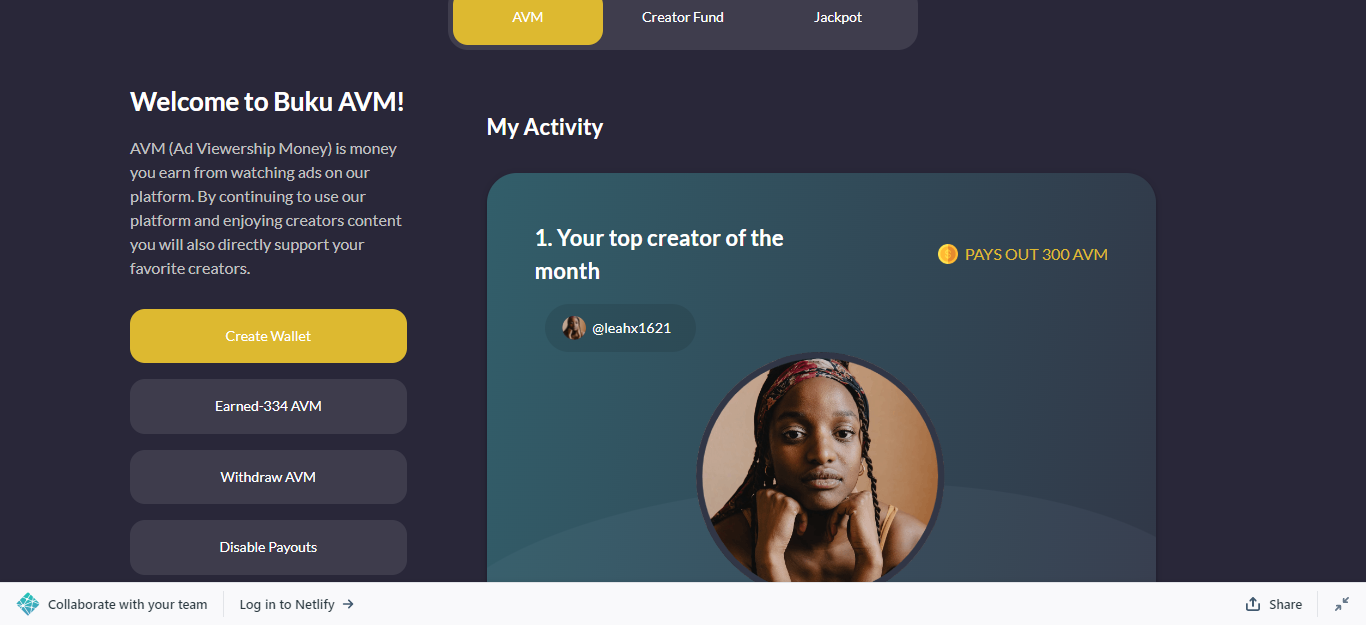 AVM
Creator Fund
Jackpot
Welcome to Buku AVM!
AVM (Ad Viewership Money) is money
you earn from watching ads on our
platform. By continuing to use our
platform and enjoying creators content
you will also directly support your
favorite creators.
Create Wallet
Earned-334 AVM
Withdraw AVM
Disable Payouts
My Activity
1. Your top creator of the
month
PAYS OUT 300 AVM
@leahx1621
Collaborate with your team
Log in to Netlify →
Share